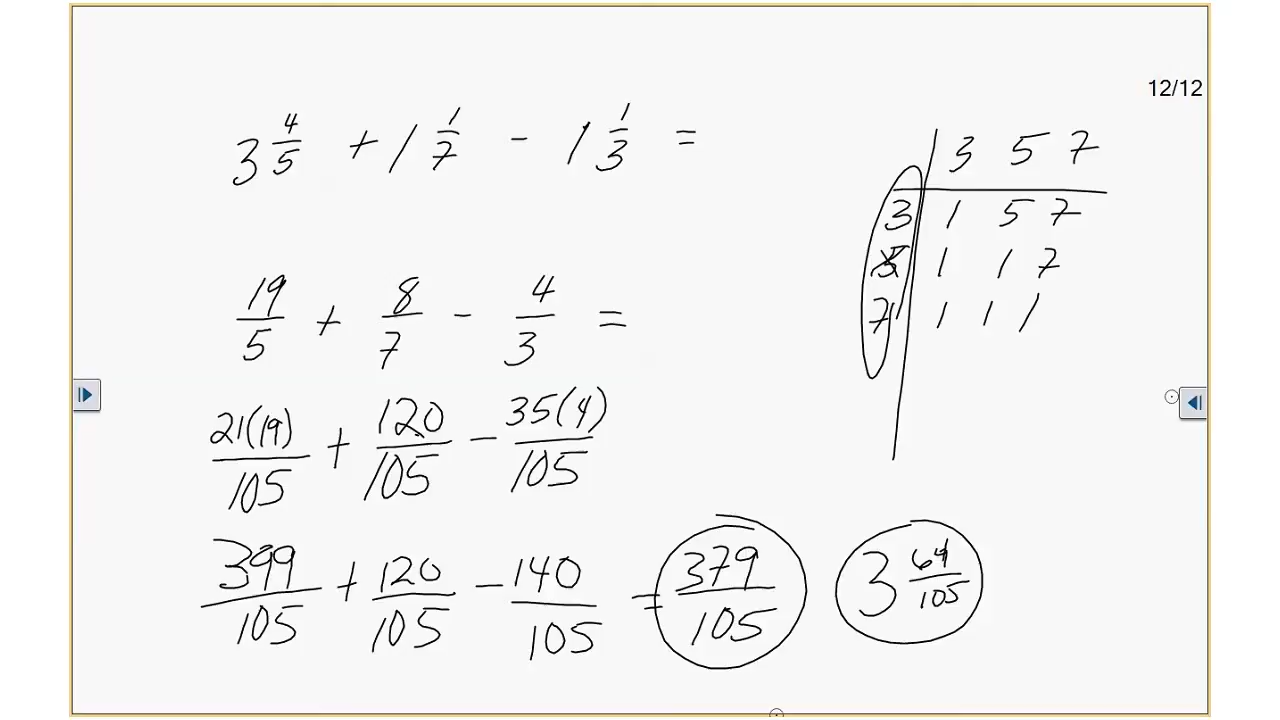 12/12
3 4/5 + 1 1/7 - 1 1/3 =
| 3 5 7
3 | 1 5 7
5 | 1 1 7
7 | 1 1 1
19/5 + 8/7 - 4/3 =
21(19)/105 + 120/105 - 35(4)/105
399/105 + 120/105 - 140/105 = 379/105 3 64/105